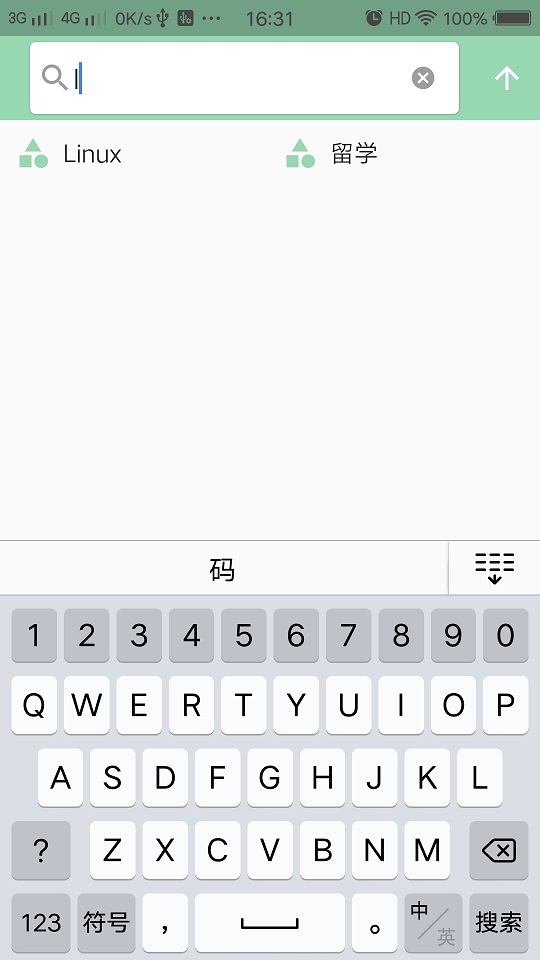 3G 4G 0K/s ... 16:31 HD 100%
l
Linux 留学
码
1 2 3 4 5 6 7 8 9 0
Q W E R T Y U I O P
A S D F G H J K L
? Z X C V B N M
123 符号 , 。 中/英 搜索